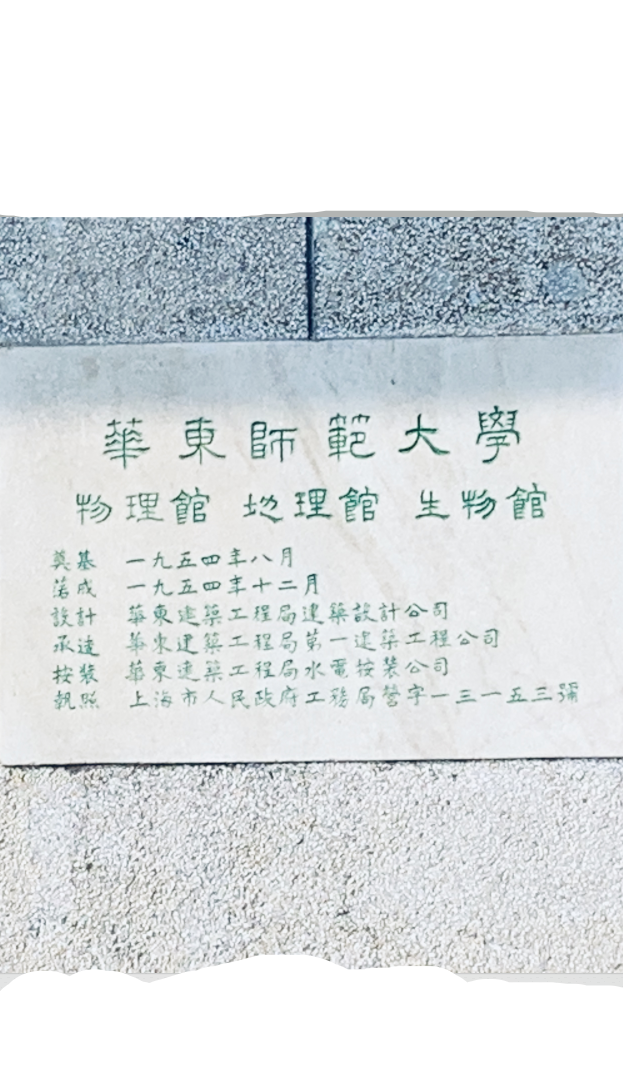 華東師範大學
物理館 地理館 生物館
奠基 一九五四年八月
落成 一九五四年十二月
設計 華東建築工程局建築設計公司
承造 華東建築工程局第一建築工程公司
按裝 華東建築工程局水電按裝公司
執照 上海市人民政府工務局營字一三一五三號